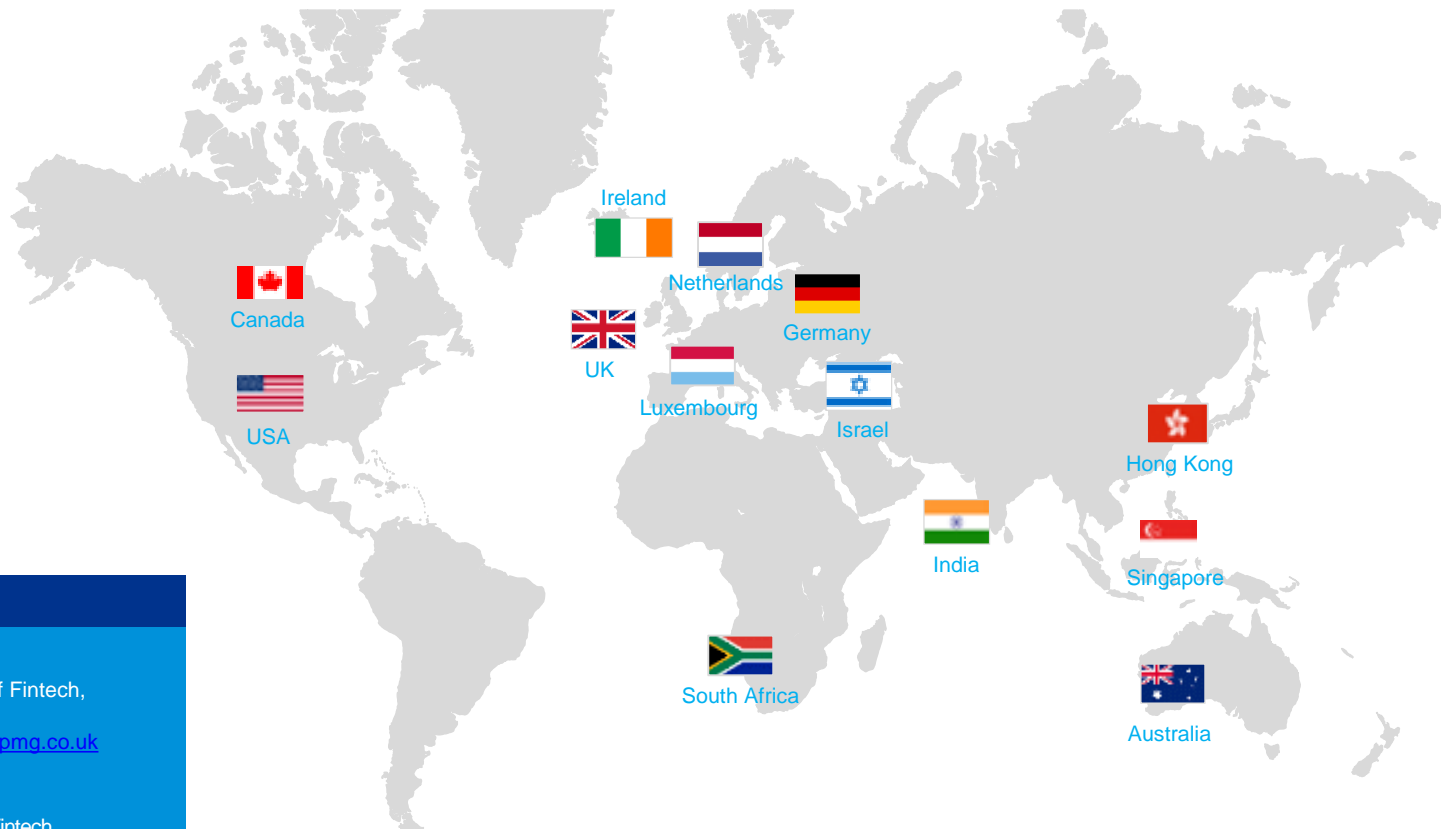 Ireland
Netherlands
Canada
Germany
UK
Luxembourg
USA
Israel
Hong Kong
India
Singapore
South Africa
Australia
f Fintech,
pmg.co.uk
intech